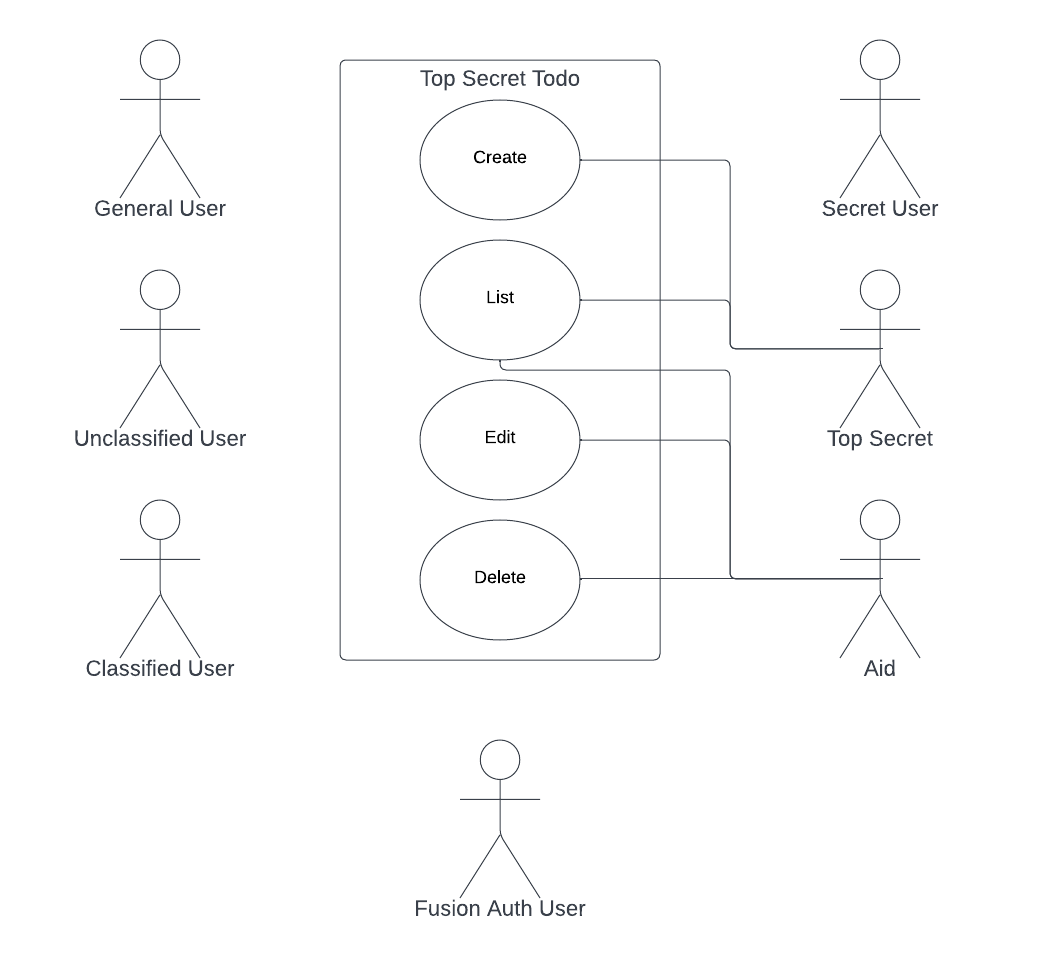 General User
Unclassified User
Classified User
Top Secret Todo
Create
List
Edit
Delete
Secret User
Top Secret
Aid
Fusion Auth User